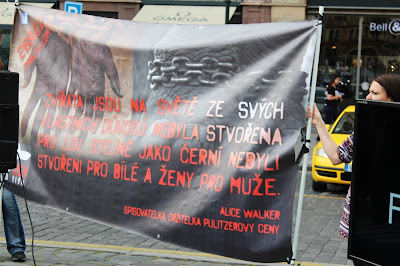 Ω
OMEGA
Bell &
ZVÍŘATA JSOU NA SVĚTĚ ZE SVÝCH
VLASTNÍCH DŮVODŮ. NEBYLA STVOŘENA
PRO LIDI STEJNĚ JAKO ČERNÍ NEBYLI
STVOŘENI PRO BÍLÉ A ŽENY PRO MUŽE.
ALICE WALKER
SPISOVATELKA DRŽITELKA PULITZEROVY CENY